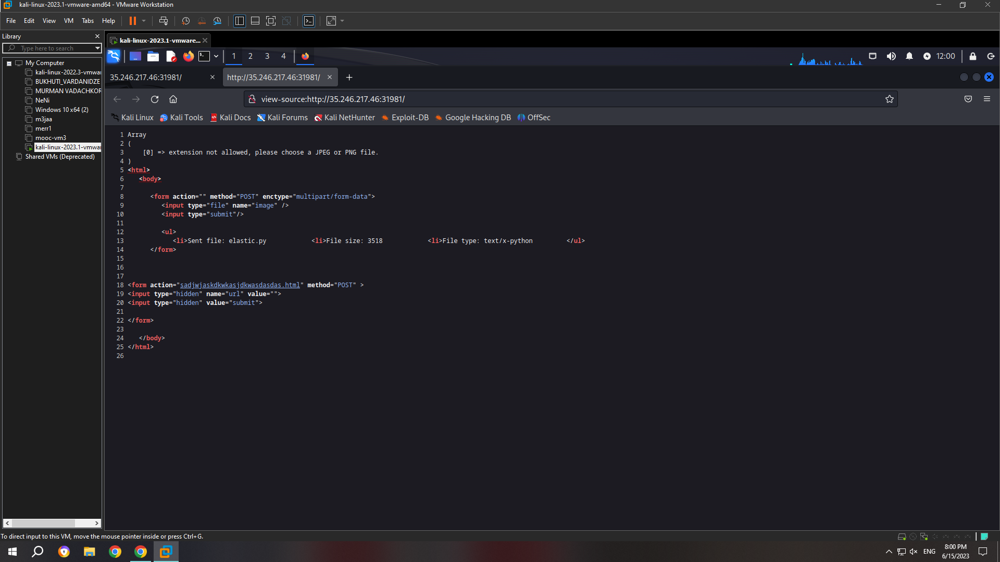 kali-linux-2023.1-vmware-amd64 - VMware Workstation
File Edit View VM Tabs Help
Library
kali-linux-2023.1-vmware...
Type here to search
1 2 3 4
12:00
My Computer
kali-linux-2022.3-vmwar
BUKHUTI_VARDANIDZE
MURMAN VADACHKOR
NeNi
Windows 10 x64 (2)
m3jaa
merr1
mooc-vm3
kali-linux-2023.1-vmwar
Shared VMs (Deprecated)
35.246.217.46:31981/
http://35.246.217.46:31981/
view-source:http://35.246.217.46:31981/
Kali Linux Kali Tools Kali Docs Kali Forums Kali NetHunter Exploit-DB Google Hacking DB OffSec
1 Array
2 (
3 [0] => extension not allowed, please choose a JPEG or PNG file.
4 )
5 <html>
6 <body>
7
8 <form action="" method="POST" enctype="multipart/form-data">
9 <input type="file" name="image" />
10 <input type="submit"/>
11
12 <ul>
13 <li>Sent file: elastic.py <li>File size: 3518 <li>File type: text/x-python </ul>
14 </form>
15
16
17
18 <form action="sadjwjaskdkwkasjdkwasdasdas.html" method="POST" >
19 <input type="hidden" name="url" value="">
20 <input type="hidden" value="submit">
21
22 </form>
23
24 </body>
25 </html>
26
To direct input to this VM, move the mouse pointer inside or press Ctrl+G.
ENG
8:00 PM
6/15/2023